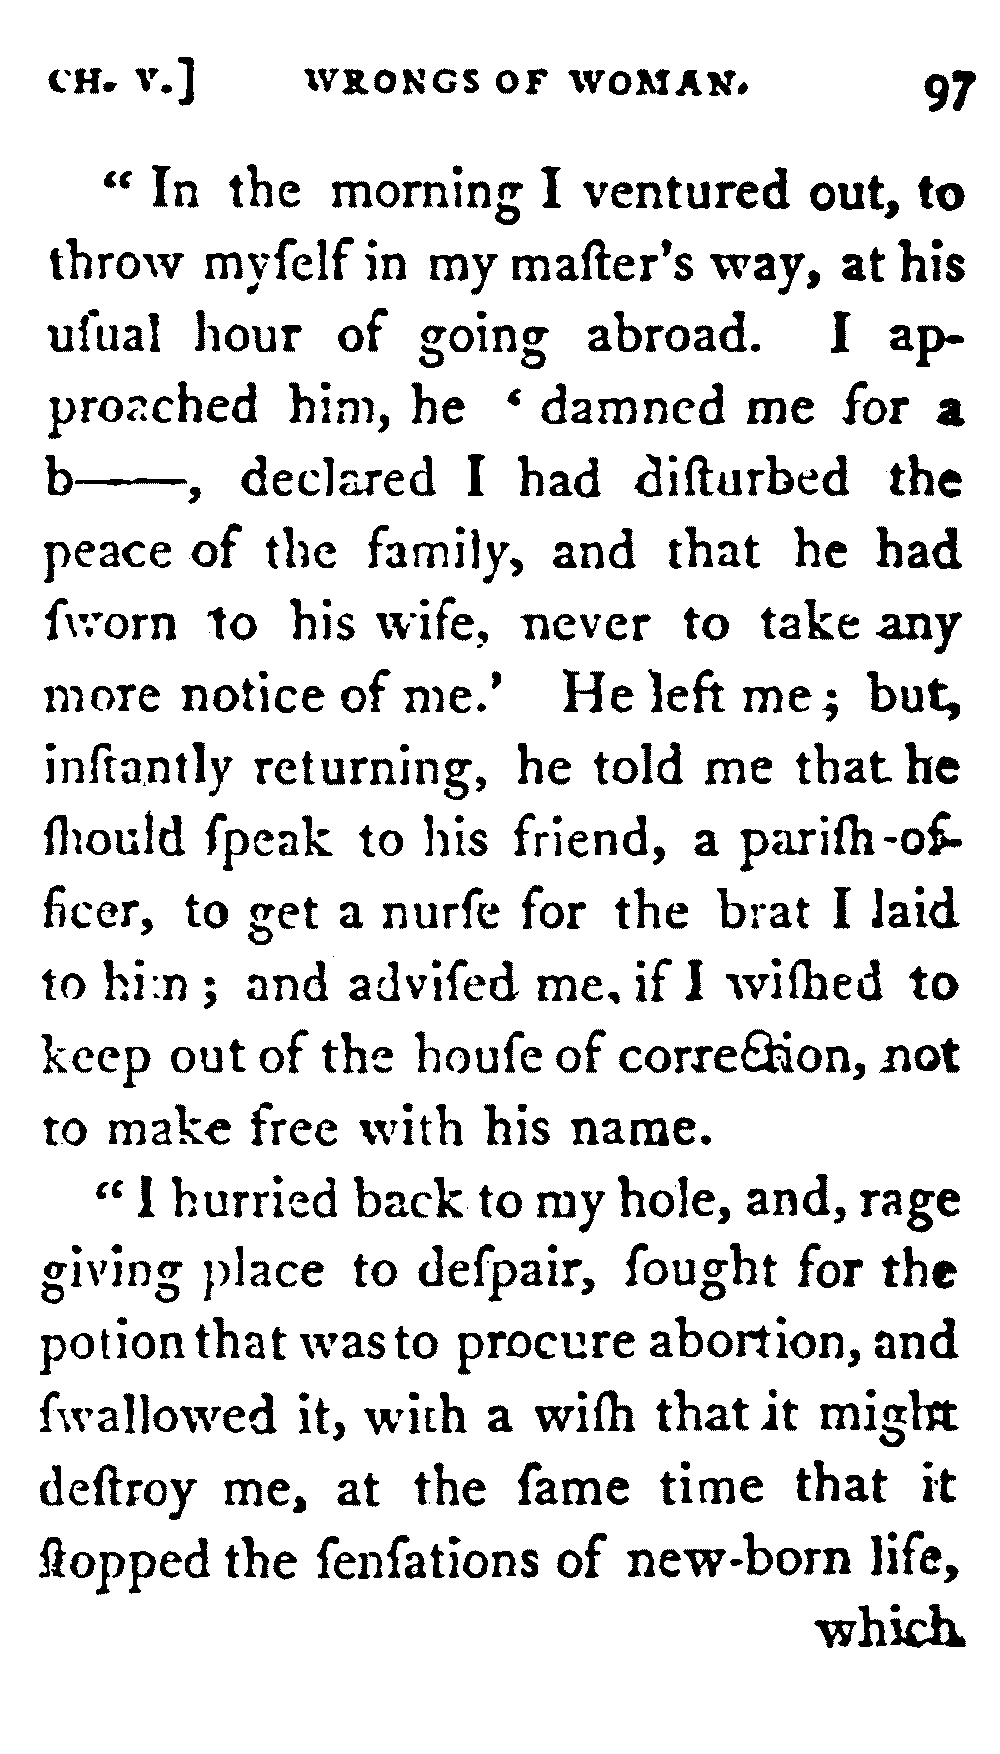 CH. V.] WRONGS OF WOMAN. 97
“ In the morning I ventured out, to
throw myſelf in my maſter's way, at his
uſual hour of going abroad. I ap-
proached him, he ‘ damned me for a
b——, declared I had diſturbed the
peace of the family, and that he had
ſworn to his wife, never to take any
more notice of me.’ He left me; but,
inſtantly returning, he told me that he
ſhould ſpeak to his friend, a pariſh-of-
ficer, to get a nurſe for the brat I laid
to him; and adviſed me, if I wiſhed to
keep out of the houſe of correction, not
to make free with his name.
“ I hurried back to my hole, and, rage
giving place to deſpair, ſought for the
potion that was to procure abortion, and
ſwallowed it, with a wiſh that it might
deſtroy me, at the ſame time that it
ſtopped the ſenſations of new-born life,
which